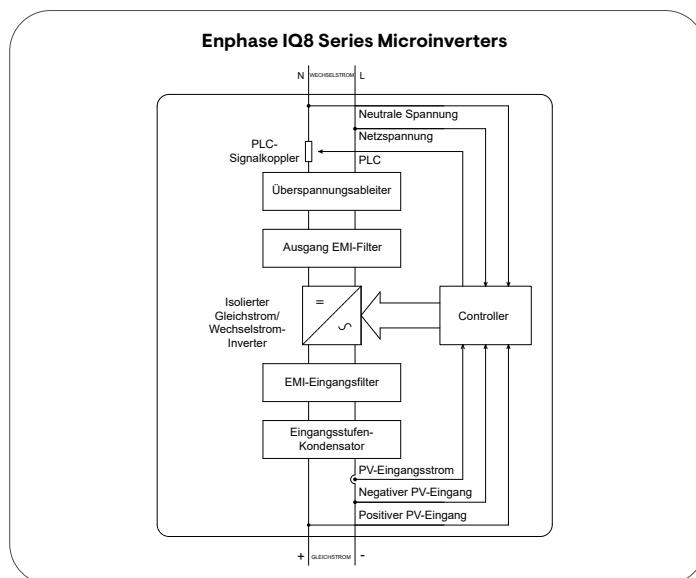 Enphase IQ8 Series Microinverters
N WECHSELSTROM L
Neutrale Spannung
Netzspannung
PLC-
Signalkoppler
PLC
Überspannungsableiter
Ausgang EMI-Filter
Isolierter
Gleichstrom/
Wechselstrom-
Inverter
=
Controller
EMI-Eingangsfilter
Eingangsstufen-
Kondensator
PV-Eingangsstrom
Negativer PV-Eingang
Positiver PV-Eingang
+ GLEICHSTROM -